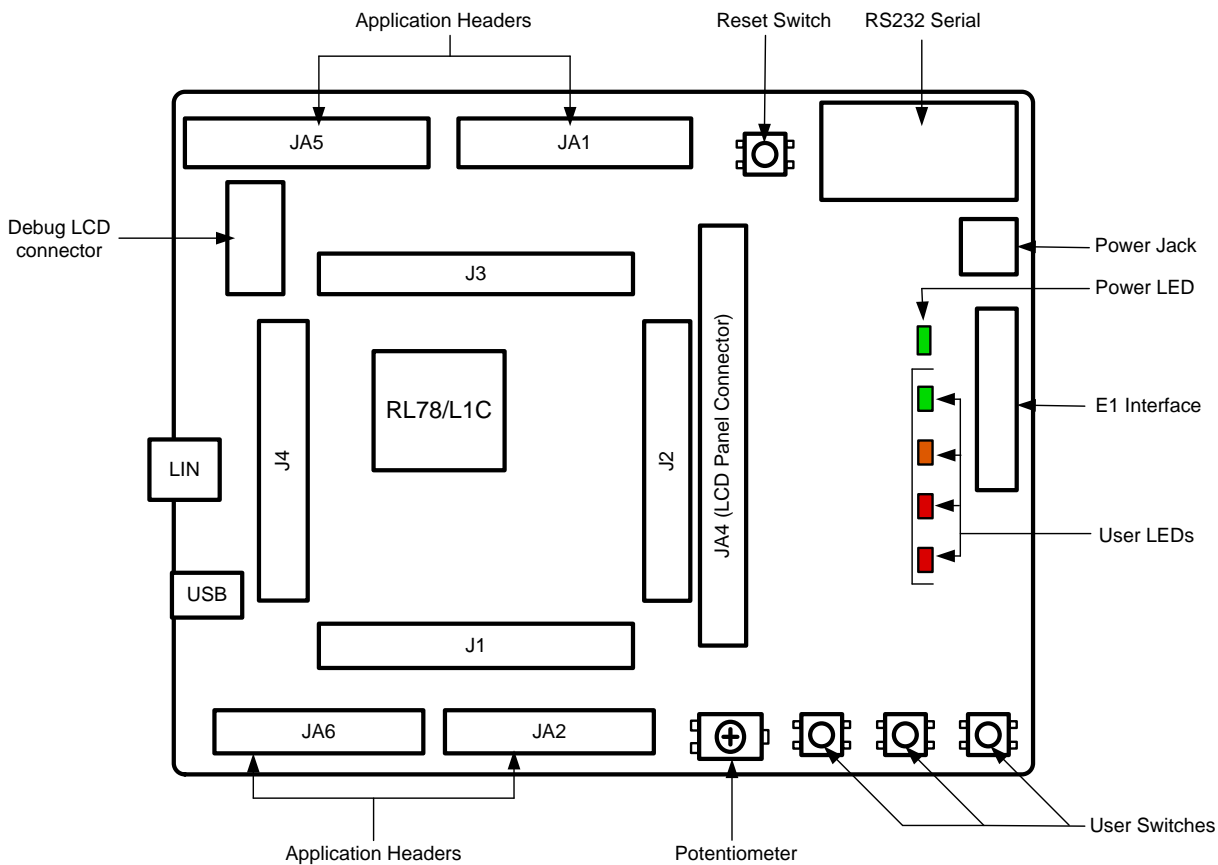 Application Headers
Reset Switch
RS232 Serial
JA5
JA1
Debug LCD
connector
J3
Power Jack
Power LED
RL78/L1C
JA4 (LCD Panel Connector)
E1 Interface
LIN
J4
J2
User LEDs
USB
J1
JA6
JA2
User Switches
Application Headers
Potentiometer